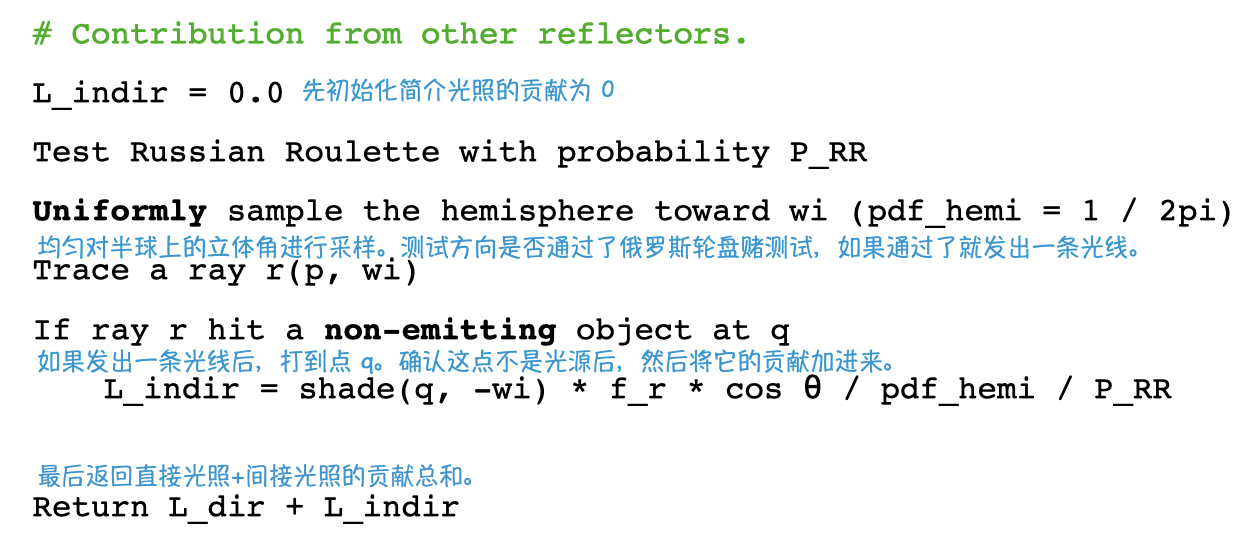 # Contribution from other reflectors.
L_indir = 0.0 先初始化简介光照的贡献为 0
Test Russian Roulette with probability P_RR
Uniformly sample the hemisphere toward wi (pdf_hemi = 1 / 2pi)
均匀对半球上的立体角进行采样。测试方向是否通过了俄罗斯轮盘赌测试，如果通过了就发出一条光线。
Trace a ray r(p, wi)
If ray r hit a non-emitting object at q
如果发出一条光线后，打到点 q。确认这点不是光源后，然后将它的贡献加进来。
L_indir = shade(q, -wi) * f_r * cos θ / pdf_hemi / P_RR
最后返回直接光照+间接光照的贡献总和。
Return L_dir + L_indir